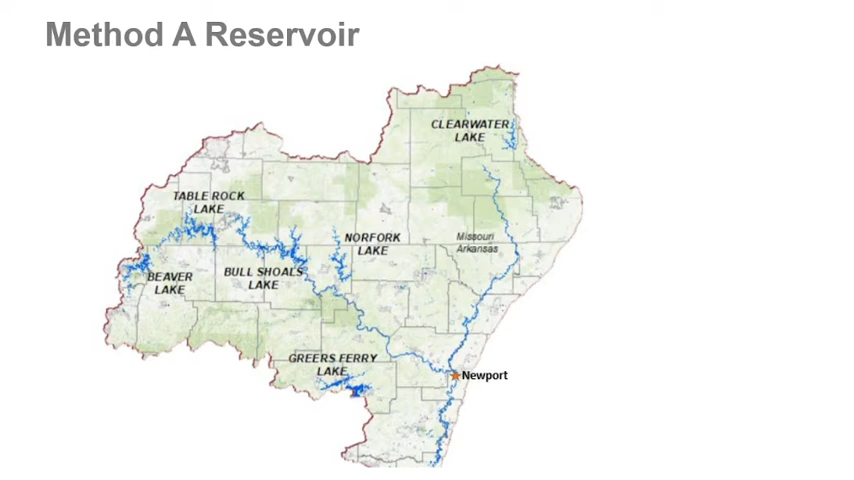 Method A Reservoir
CLEARWATER
LAKE
TABLE ROCK
LAKE
NORFORK
LAKE
Missouri
Arkansas
BEAVER
LAKE
BULL SHOALS
LAKE
GREERS FERRY
LAKE
Newport